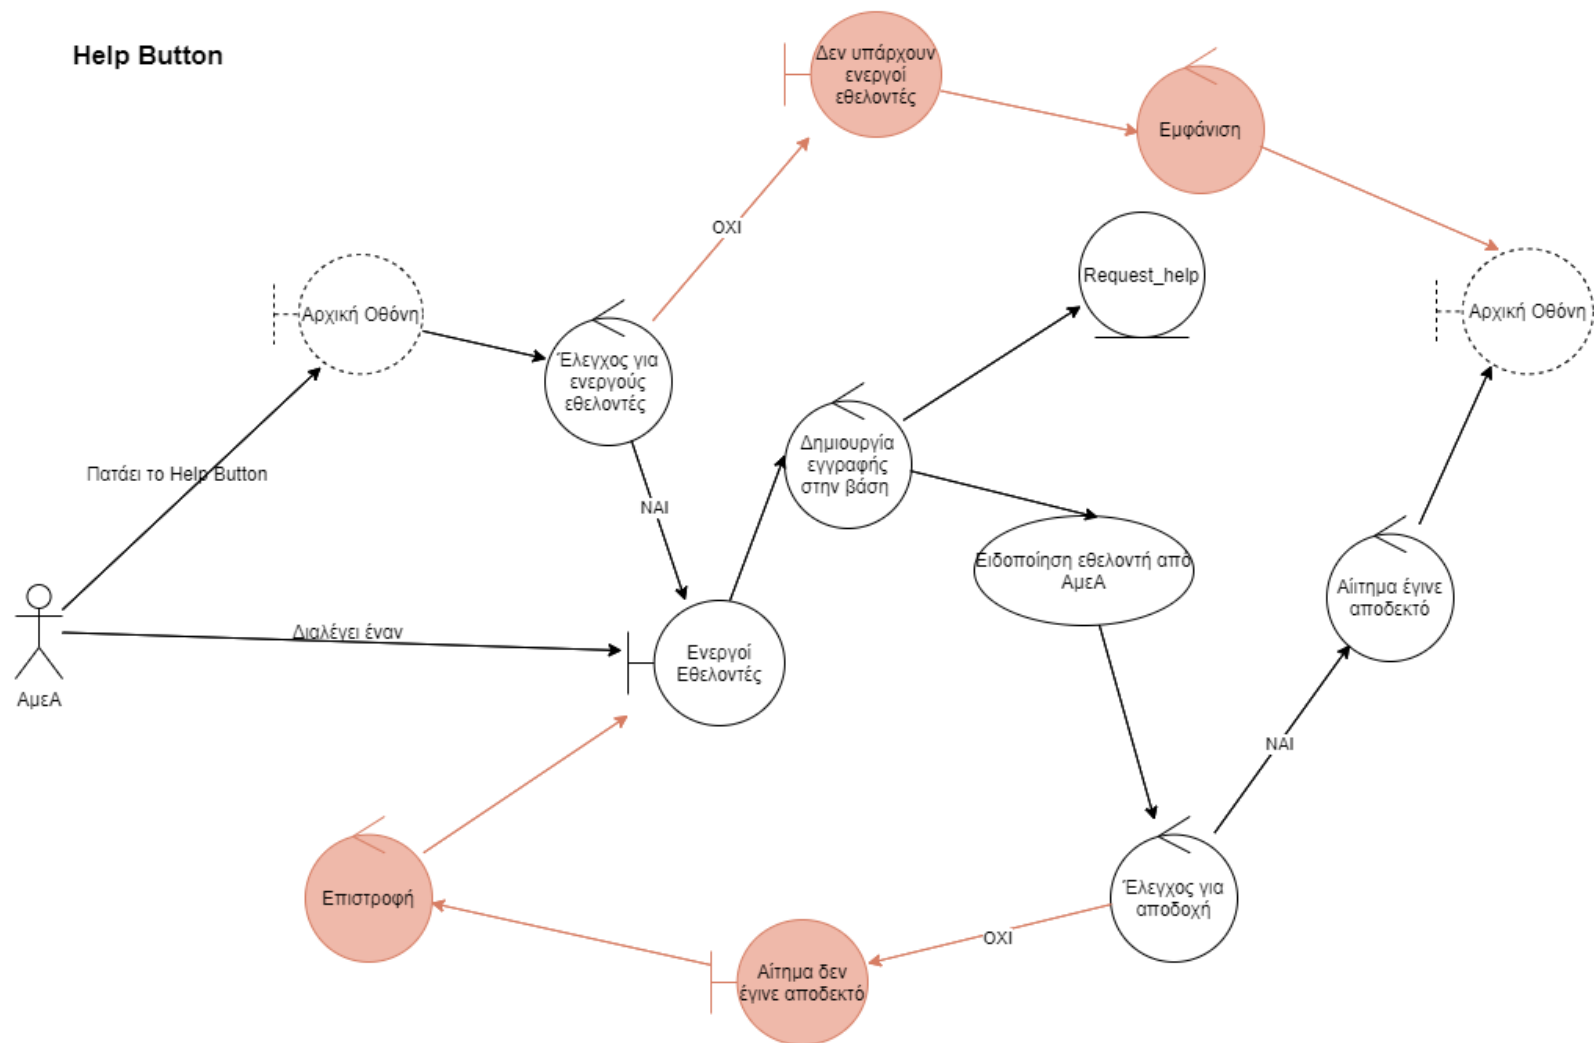 Help Button
Δεν υπάρχουν
ενεργοί
εθελοντές
Εμφάνιση
ΟΧΙ
Request_help
Αρχική Οθόνη
Αρχική Οθόνη
Έλεγχος για
ενεργούς
εθελοντές
Δημιουργία
εγγραφής
στην βάση
Πατάει το Help Button
ΝΑΙ
Ειδοποίηση εθελοντή από
ΑμεΑ
Αίιτημα έγινε
αποδεκτό
Διαλέγει έναν
Ενεργοί
Εθελοντές
ΑμεΑ
ΝΑΙ
Επιστροφή
Έλεγχος για
αποδοχή
ΟΧΙ
Αίτημα δεν
έγινε αποδεκτό